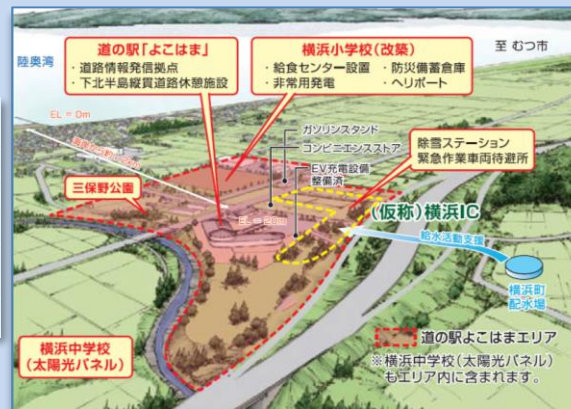 道の駅「よこはま」
・道路情報発信拠点
・下北半島縦貫道路休憩施設
横浜小学校(改築)
・給食センター設置
・防災備蓄倉庫
・非常用発電
・ヘリポート
至 むつ市
陸奥湾
EL = 0m
ガソリンスタンド
コンビニエンスストア
EV充電設備
整備済
除雪ステーション
緊急作業車両待避所
三保野公園
EL = 20m
(仮称)横浜IC
給水活動支援
横浜町
配水場
横浜中学校
(太陽光パネル)
道の駅よこはまエリア
※横浜中学校(太陽光パネル)
もエリア内に含まれます。